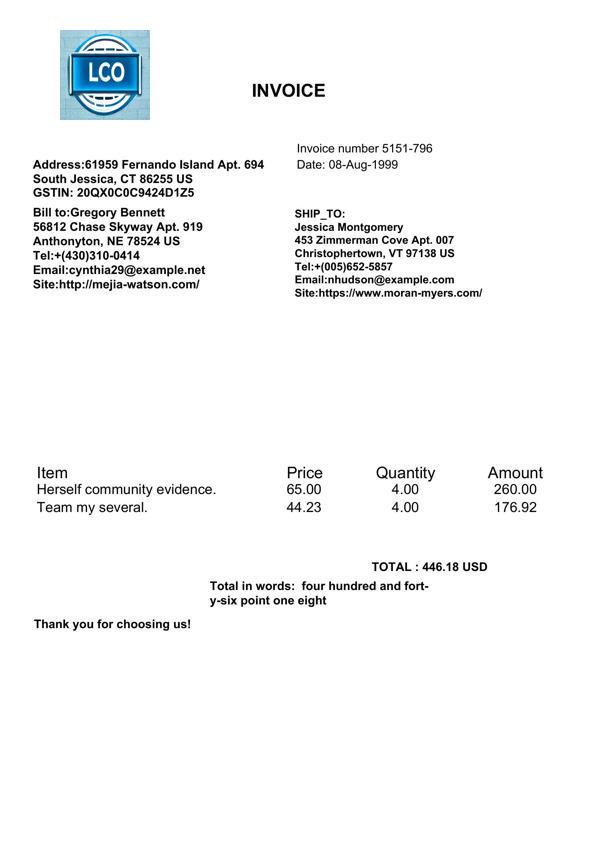 LCO
INVOICE
Invoice number 5151-796
Date: 08-Aug-1999
Address:61959 Fernando Island Apt. 694
South Jessica, CT 86255 US
GSTIN: 20QX0C0C9424D1Z5
Bill to:Gregory Bennett
56812 Chase Skyway Apt. 919
Anthonyton, NE 78524 US
Tel:+(430)310-0414
Email:cynthia29@example.net
Site:http://mejia-watson.com/
SHIP_TO:
Jessica Montgomery
453 Zimmerman Cove Apt. 007
Christophertown, VT 97138 US
Tel:+(005)652-5857
Email:nhudson@example.com
Site:https://www.moran-myers.com/
Item Price Quantity Amount
Herself community evidence. 65.00 4.00 260.00
Team my several. 44.23 4.00 176.92
TOTAL : 446.18 USD
Total in words: four hundred and fort-
y-six point one eight
Thank you for choosing us!